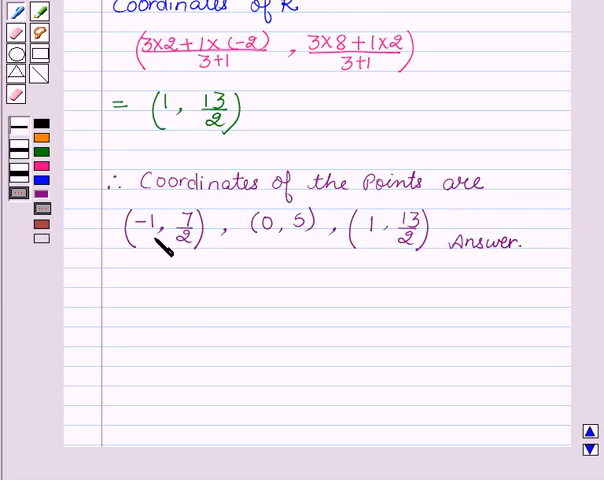 Coordinates of R
(3×2+1×(-2)/3+1 , 3×8+1×2/3+1)
= (1, 13/2)
∴ Coordinates of the Points are
(-1, 7/2), (0, 5), (1, 13/2) Answer.